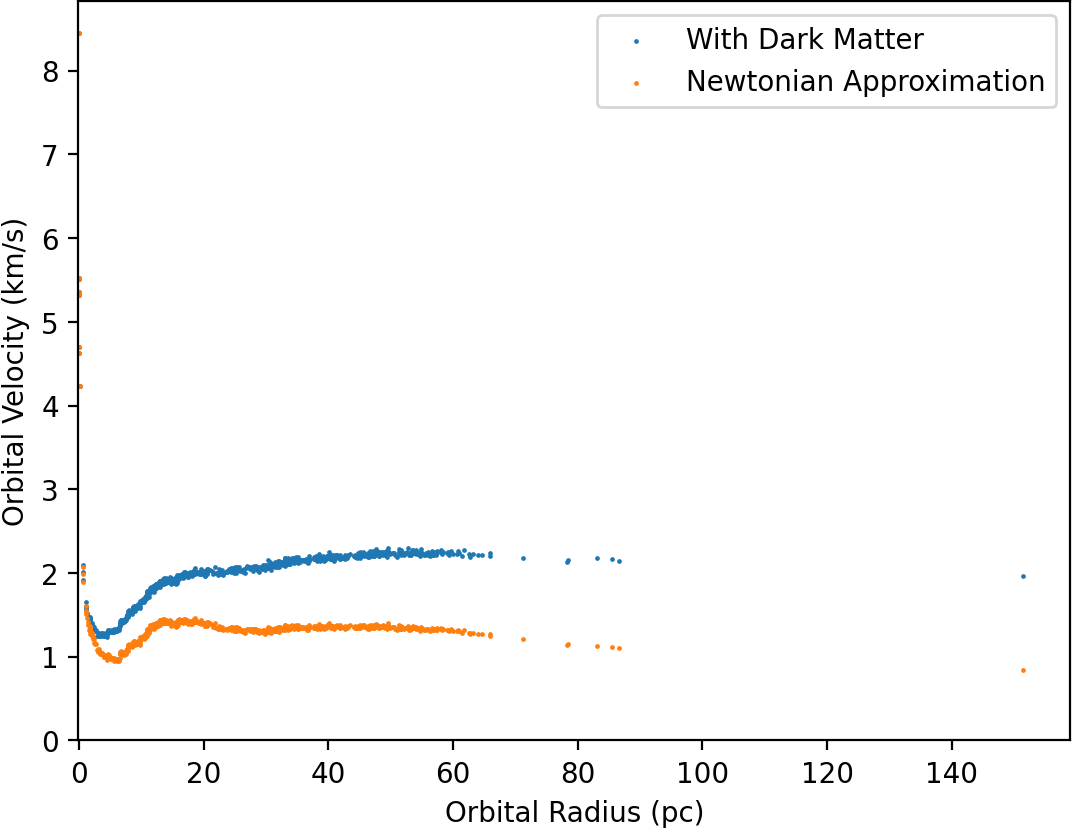 With Dark Matter
Newtonian Approximation
8
7
6
5
4
3
2
1
0
Orbital Velocity (km/s)
0 20 40 60 80 100 120 140
Orbital Radius (pc)